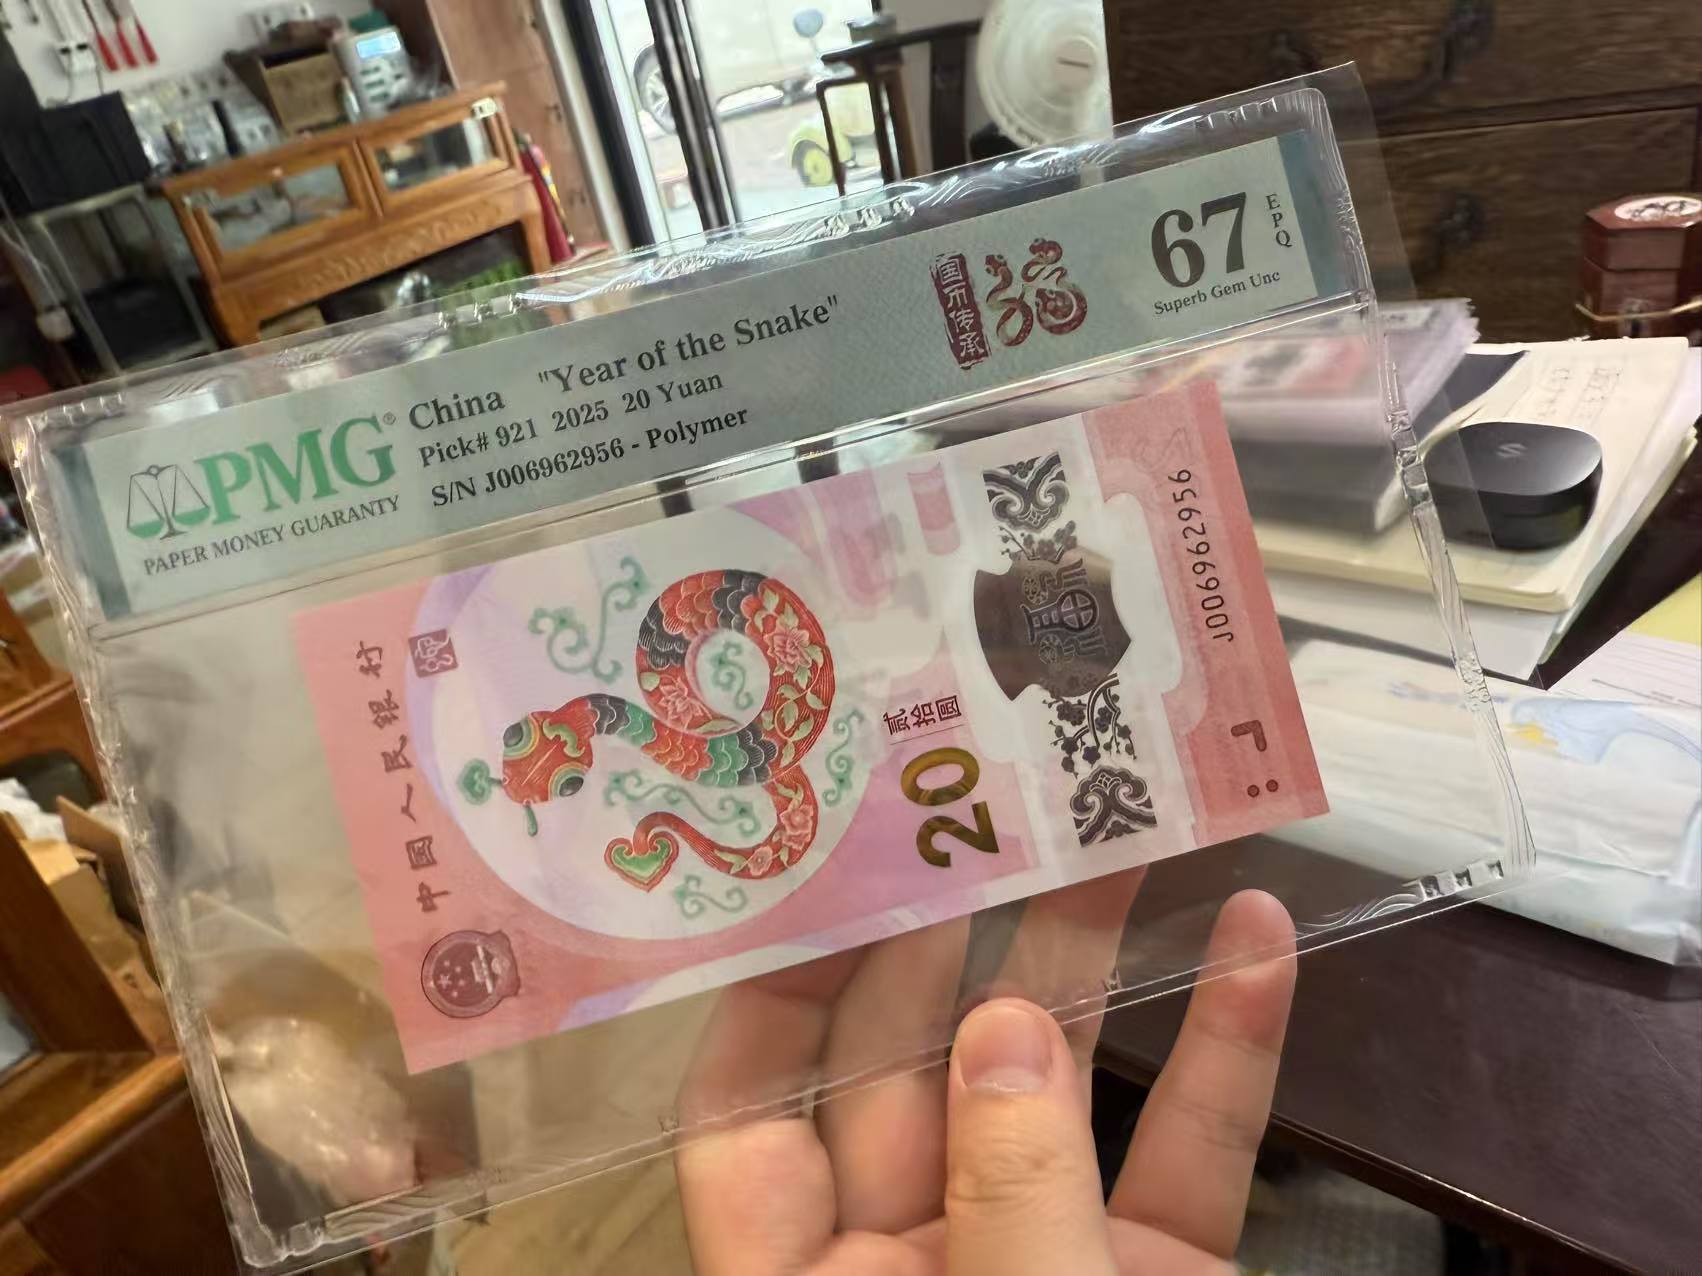 PMG®
PAPER MONEY GUARANTY
China "Year of the Snake"
Pick# 921 2025 20 Yuan
S/N J006962956 - Polymer
国币传承
67
EPQ
Superb Gem Unc
中国人民银行
贰拾圆
20
J006962956